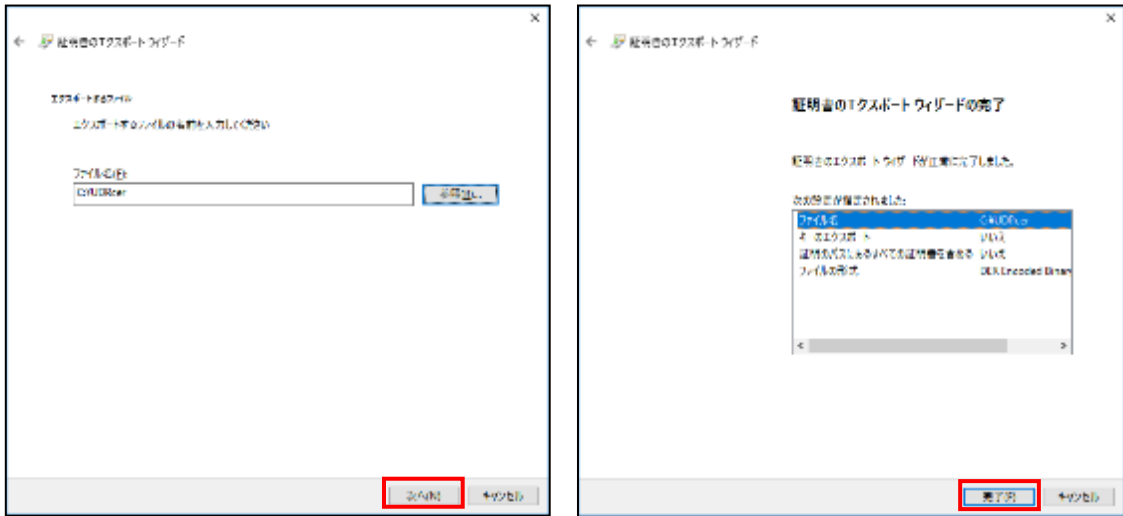 証明書のエクスポート ウィザード
エクスポートするファイル
エクスポートするファイルの名前を入力してください
ファイル名(F):
参照(R)...
次へ(N)
キャンセル
証明書のエクスポート ウィザード
証明書のエクスポート ウィザードの完了
証明書のエクスポート ウィザードが正常に完了しました。
次の設定が指定されました:
ファイル名
キーのエクスポート いいえ
証明のパスにあるすべての証明書を含める いいえ
ファイルの形式 DER Encoded Binar
完了(F)
キャンセル